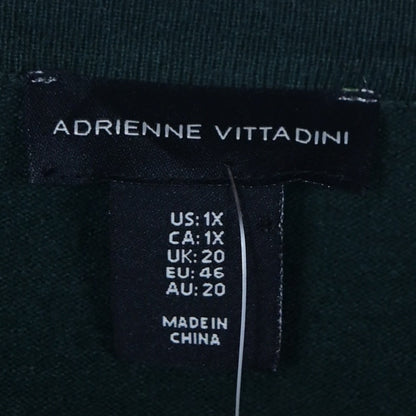 ADRIENNE VITTADINI
US: 1X
CA: 1X
UK: 20
EU: 46
AU: 20
MADE IN
CHINA